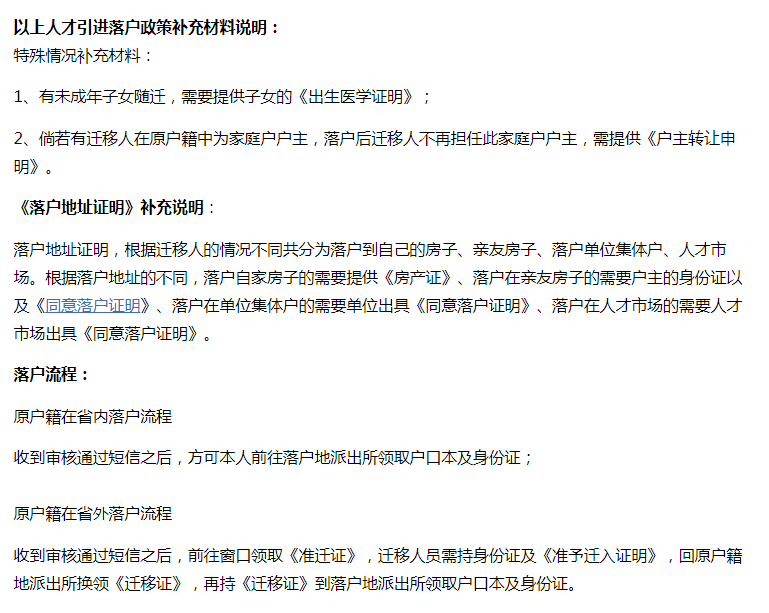 以上人才引进落户政策补充材料说明：
特殊情况补充材料：
1、有未成年子女随迁，需要提供子女的《出生医学证明》；
2、倘若有迁移人在原户籍中为家庭户户主，落户后迁移人不再担任此家庭户户主，需提供《户主转让申
明》。
《落户地址证明》补充说明：
落户地址证明，根据迁移人的情况不同共分为落户到自己的房子、亲友房子、落户单位集体户、人才市
场。根据落户地址的不同，落户自家房子的需要提供《房产证》、落户在亲友房子的需要户主的身份证以
及《同意落户证明》、落户在单位集体户的需要单位出具《同意落户证明》、落户在人才市场的需要人才
市场出具《同意落户证明》。
落户流程：
原户籍在省内落户流程
收到审核通过短信之后，方可本人前往落户地派出所领取户口本及身份证；
原户籍在省外落户流程
收到审核通过短信之后，前往窗口领取《准迁证》，迁移人员需持身份证及《准予迁入证明》，回原户籍
地派出所换领《迁移证》，再持《迁移证》到落户地派出所领取户口本及身份证。